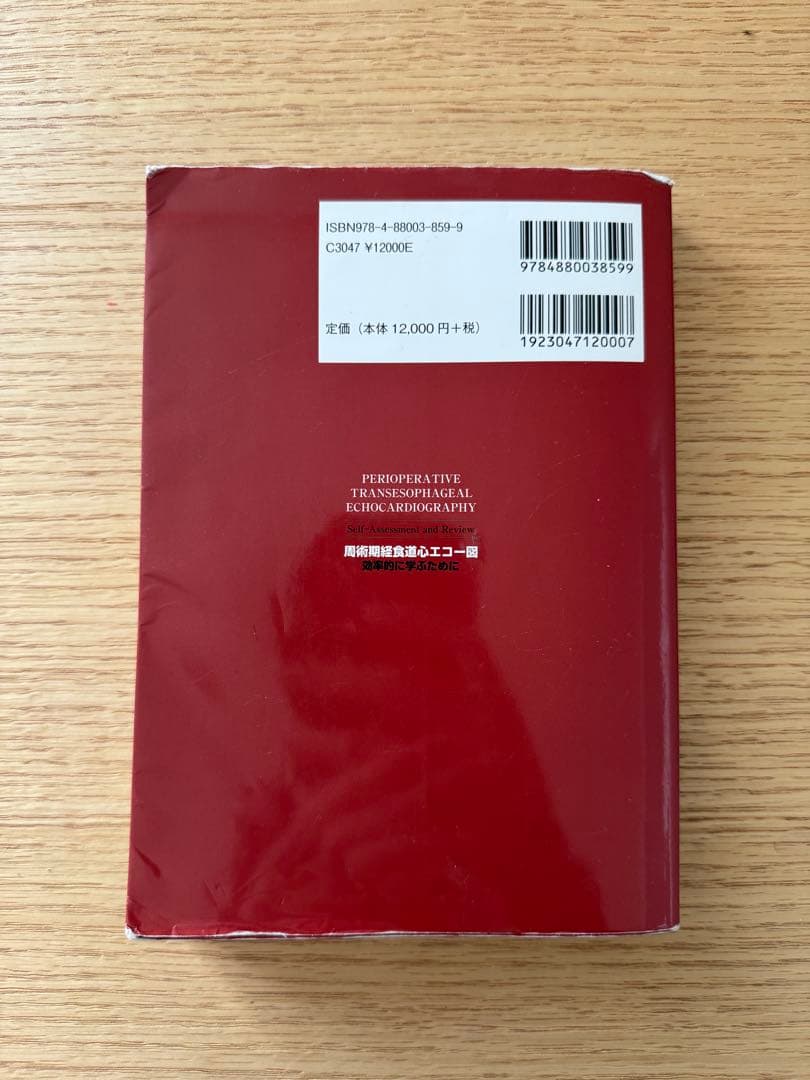 ISBN978-4-88003-859-9
C3047 ¥12000E
9784880038599
定価（本体 12,000 円＋税）
1923047120007
PERIOPERATIVE
TRANSESOPHAGEAL
ECHOCARDIOGRAPHY
Self-Assessment and Review
周術期経食道心エコー図
効率的に学ぶために